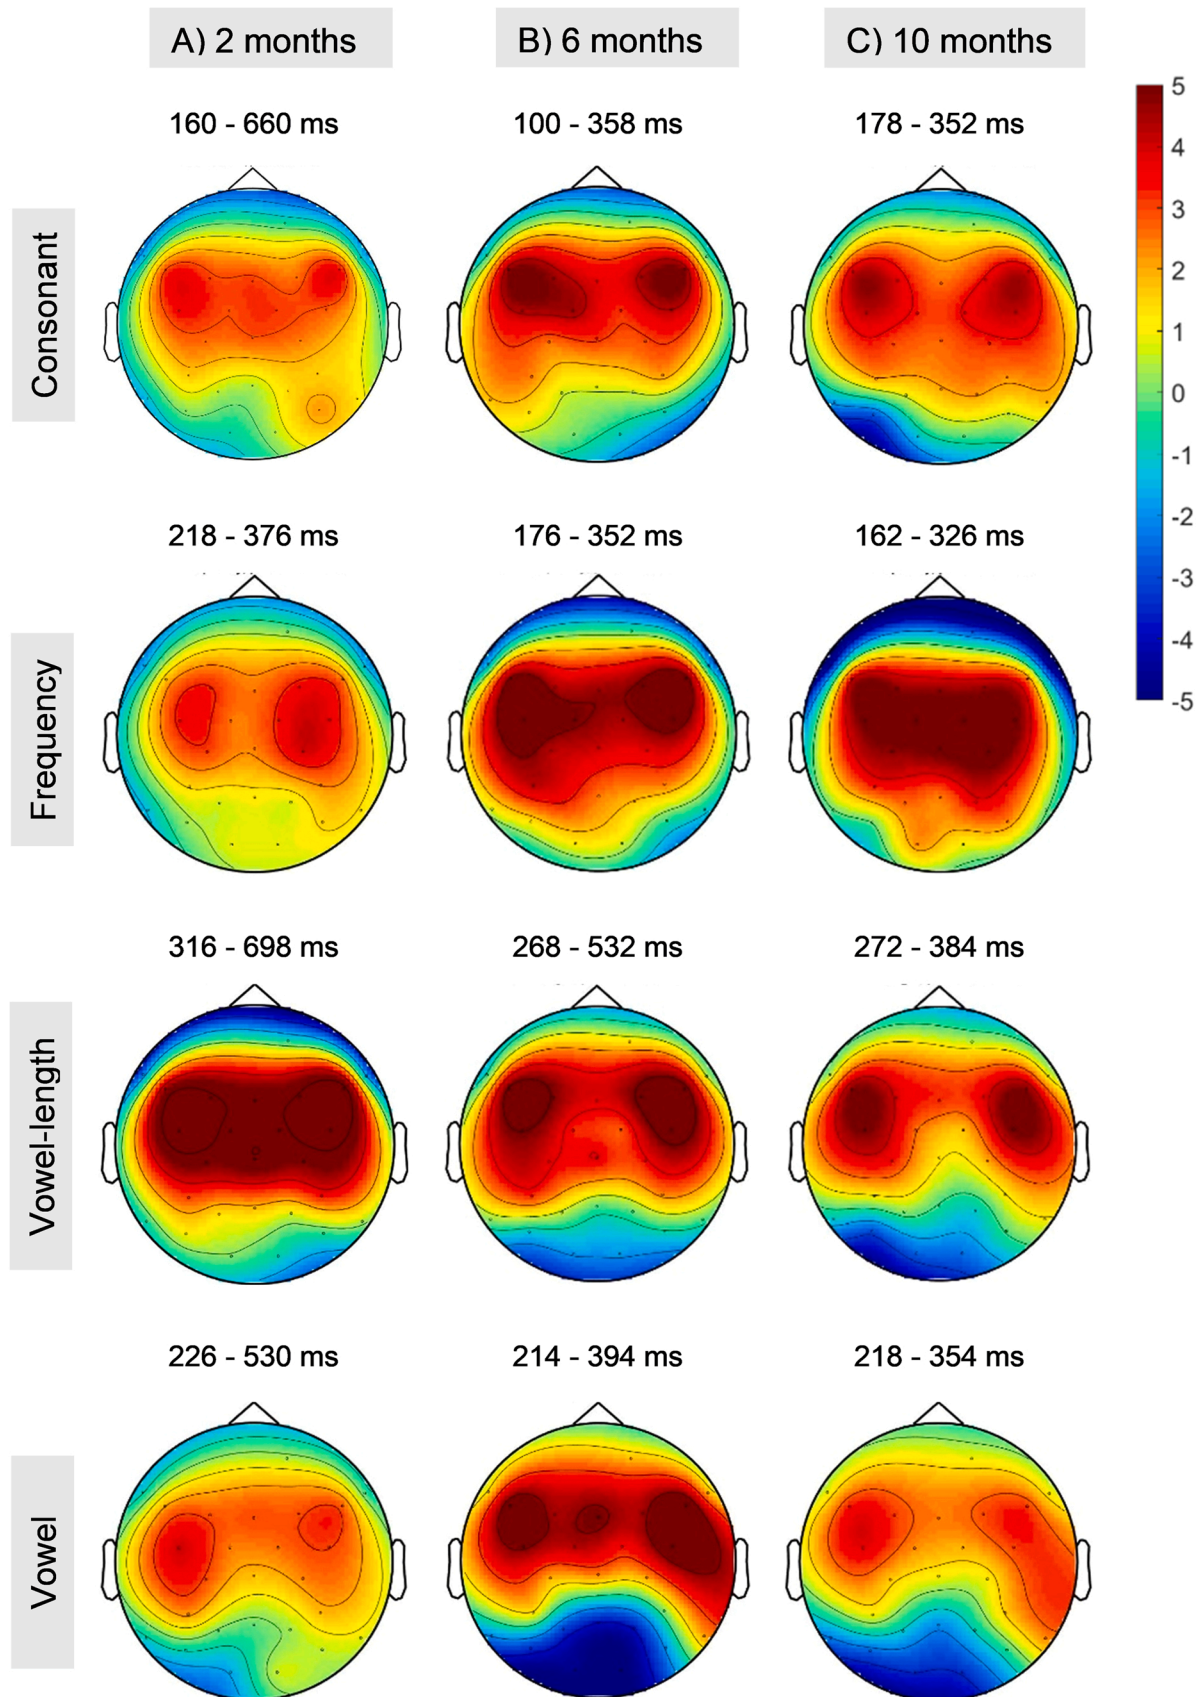 A) 2 months
B) 6 months
C) 10 months
160 - 660 ms
100 - 358 ms
178 - 352 ms
Consonant
5
4
3
2
1
0
-1
-2
-3
-4
-5
218 - 376 ms
176 - 352 ms
162 - 326 ms
Frequency
316 - 698 ms
268 - 532 ms
272 - 384 ms
Vowel-length
226 - 530 ms
214 - 394 ms
218 - 354 ms
Vowel